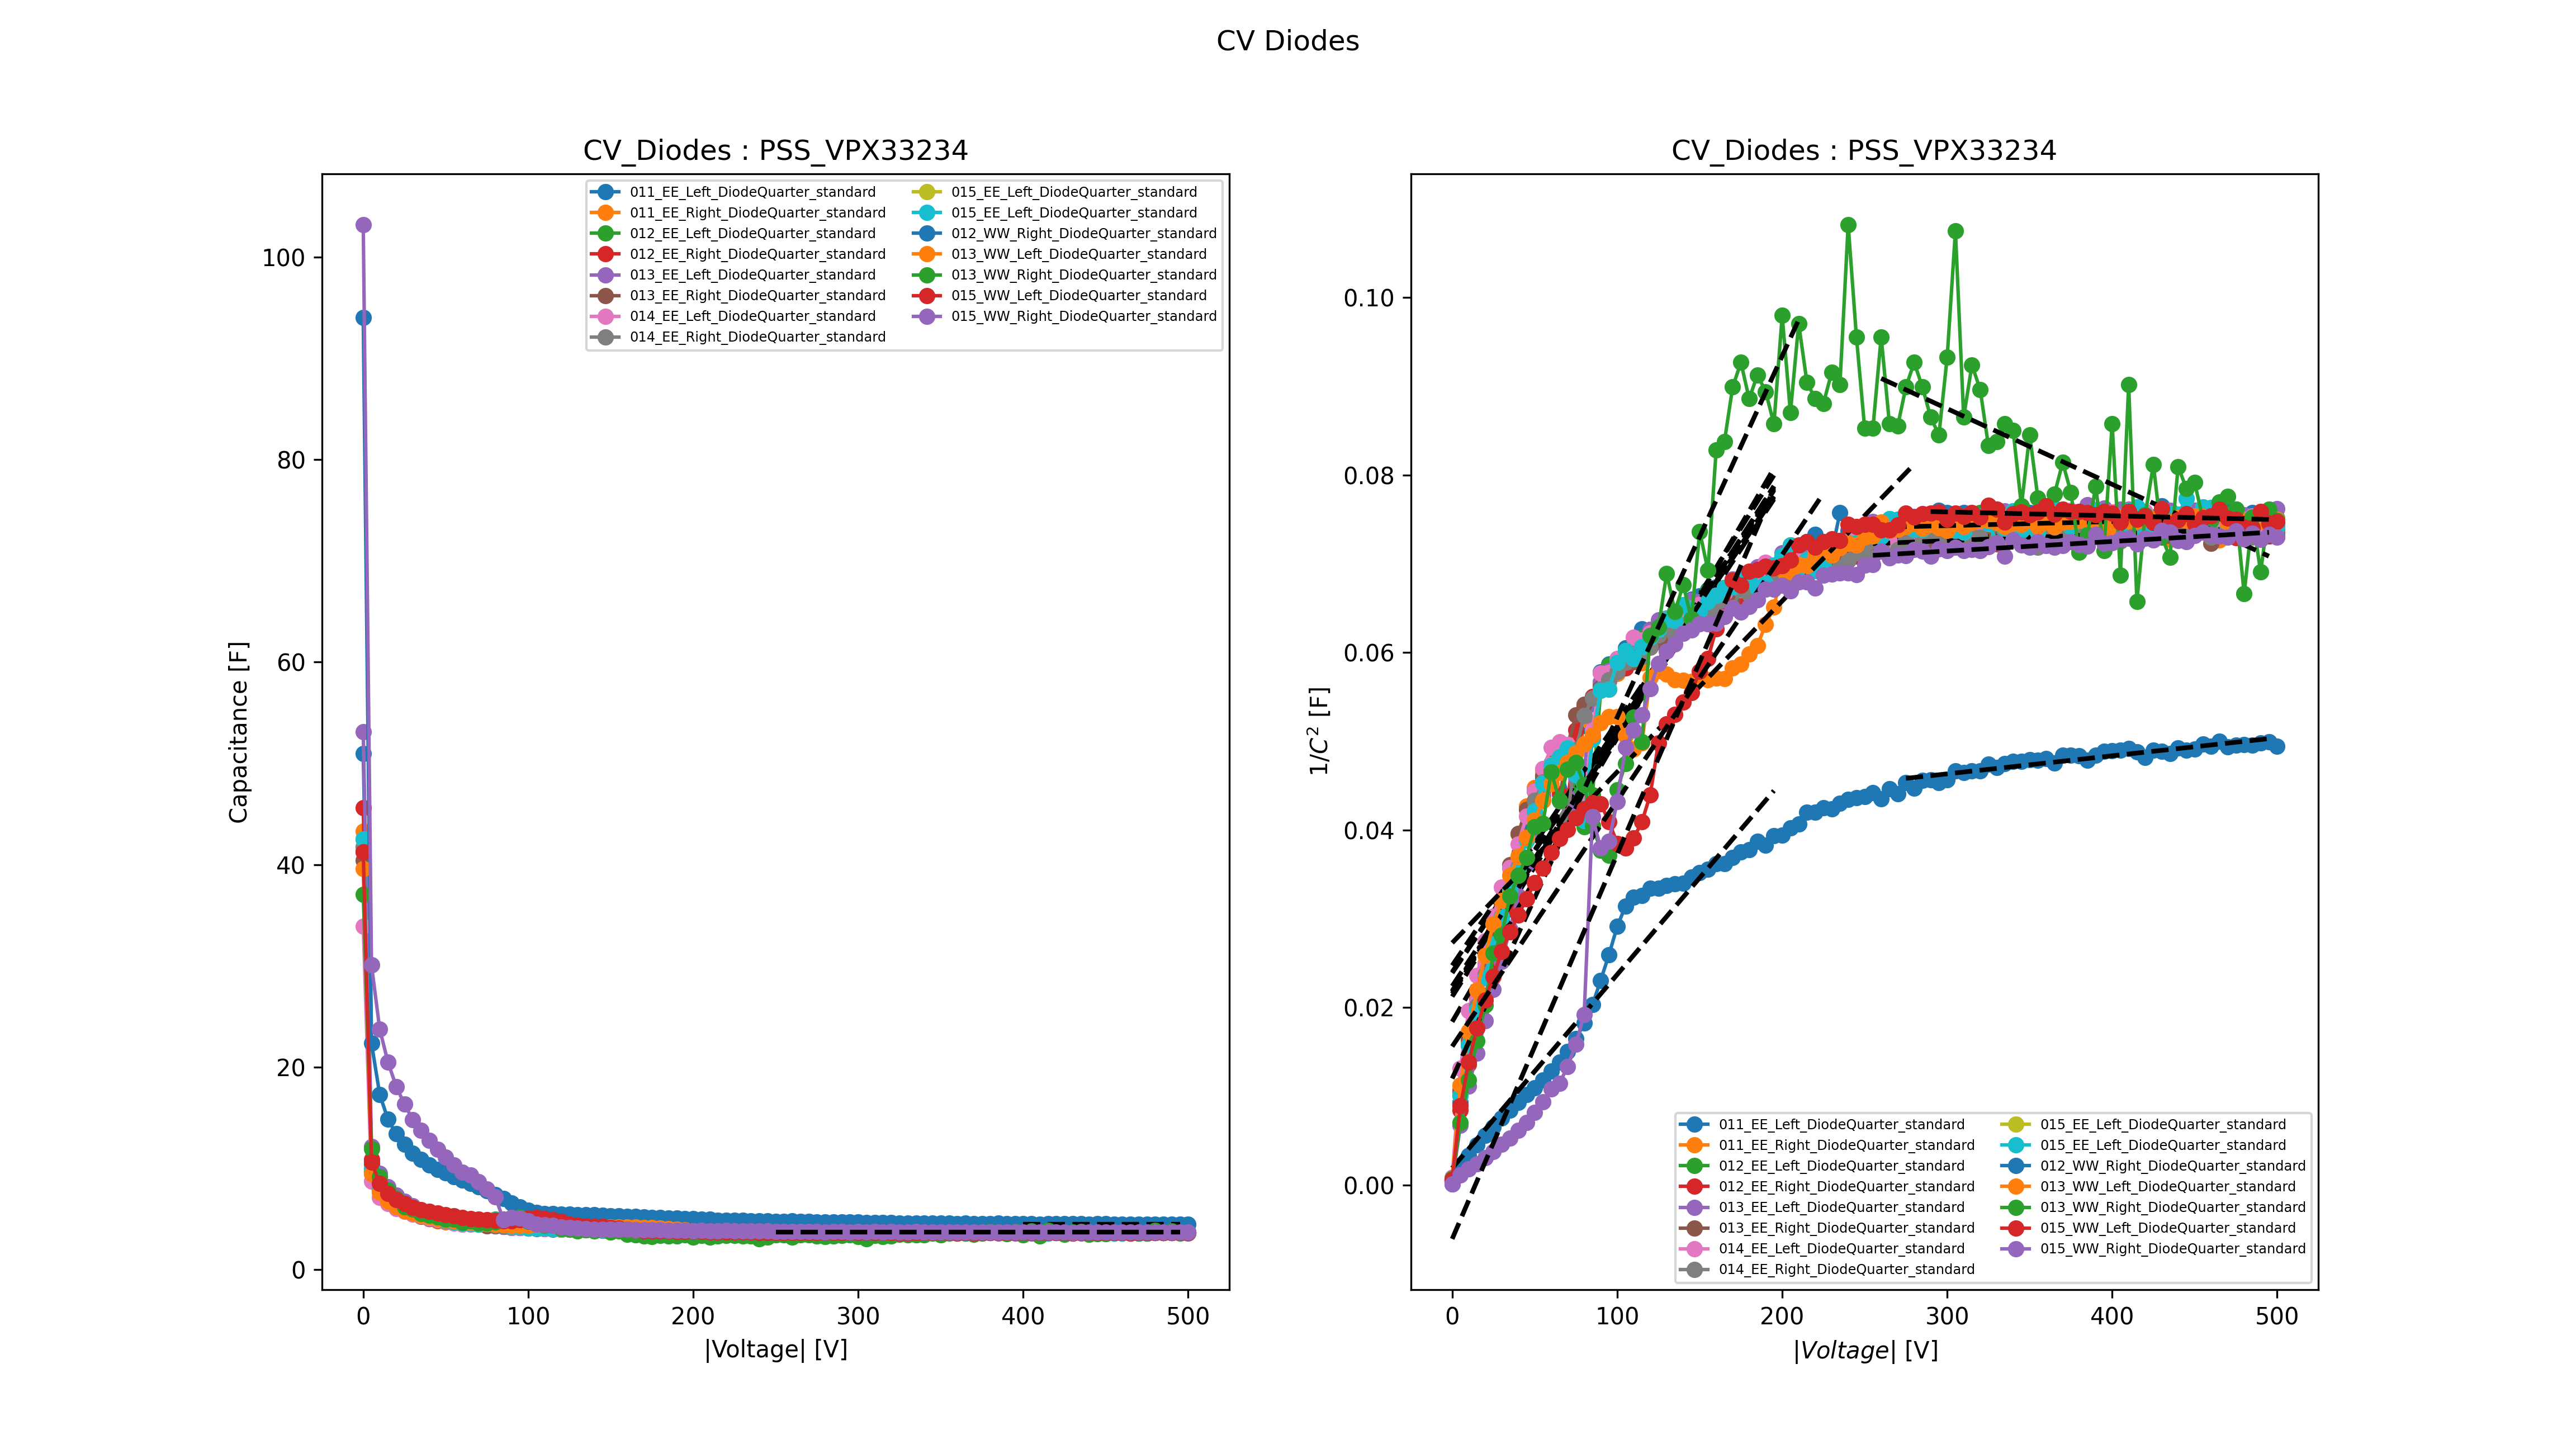 CV Diodes
CV_Diodes : PSS_VPX33234
Capacitance [F]
100
80
60
40
20
0
0 100 200 300 400 500
|Voltage| [V]
011_EE_Left_DiodeQuarter_standard
011_EE_Right_DiodeQuarter_standard
012_EE_Left_DiodeQuarter_standard
012_EE_Right_DiodeQuarter_standard
013_EE_Left_DiodeQuarter_standard
013_EE_Right_DiodeQuarter_standard
014_EE_Left_DiodeQuarter_standard
014_EE_Right_DiodeQuarter_standard
015_EE_Left_DiodeQuarter_standard
015_EE_Left_DiodeQuarter_standard
012_WW_Right_DiodeQuarter_standard
013_WW_Left_DiodeQuarter_standard
013_WW_Right_DiodeQuarter_standard
015_WW_Left_DiodeQuarter_standard
015_WW_Right_DiodeQuarter_standard
CV_Diodes : PSS_VPX33234
1/C² [F]
0.10
0.08
0.06
0.04
0.02
0.00
0 100 200 300 400 500
|Voltage| [V]
011_EE_Left_DiodeQuarter_standard
011_EE_Right_DiodeQuarter_standard
012_EE_Left_DiodeQuarter_standard
012_EE_Right_DiodeQuarter_standard
013_EE_Left_DiodeQuarter_standard
013_EE_Right_DiodeQuarter_standard
014_EE_Left_DiodeQuarter_standard
014_EE_Right_DiodeQuarter_standard
015_EE_Left_DiodeQuarter_standard
015_EE_Left_DiodeQuarter_standard
012_WW_Right_DiodeQuarter_standard
013_WW_Left_DiodeQuarter_standard
013_WW_Right_DiodeQuarter_standard
015_WW_Left_DiodeQuarter_standard
015_WW_Right_DiodeQuarter_standard